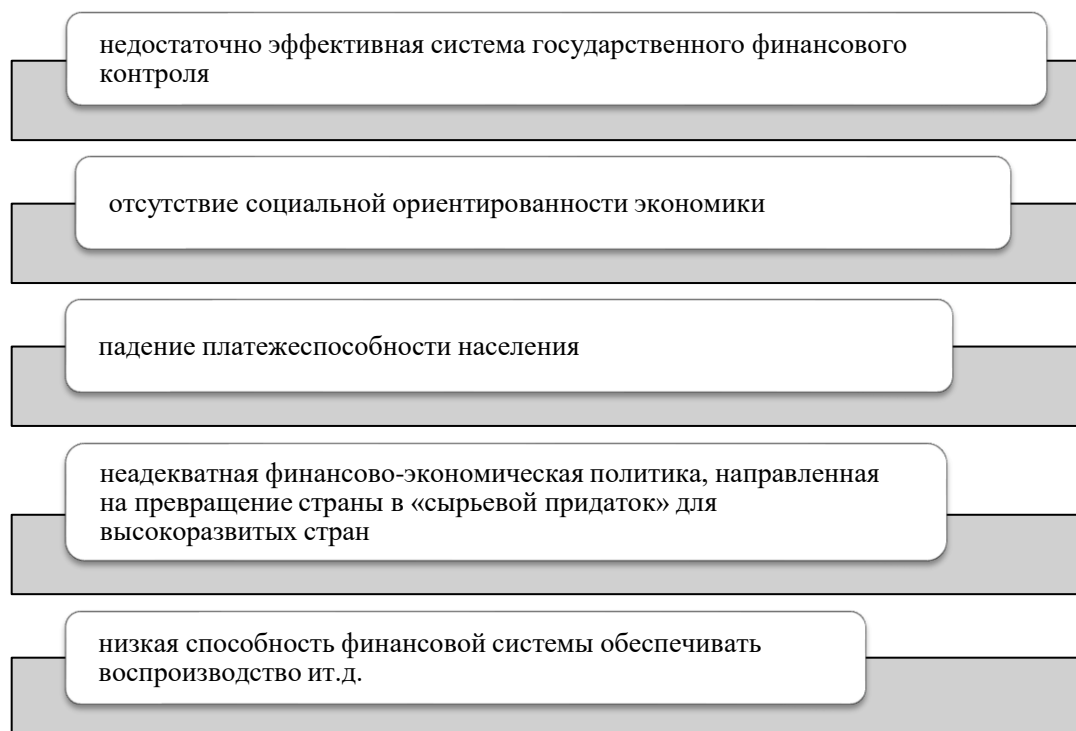 недостаточно эффективная система государственного финансового
контроля
отсутствие социальной ориентированности экономики
падение платежеспособности населения
неадекватная финансово-экономическая политика, направленная
на превращение страны в «сырьевой придаток» для
высокоразвитых стран
низкая способность финансовой системы обеспечивать
воспроизводство ит.д.